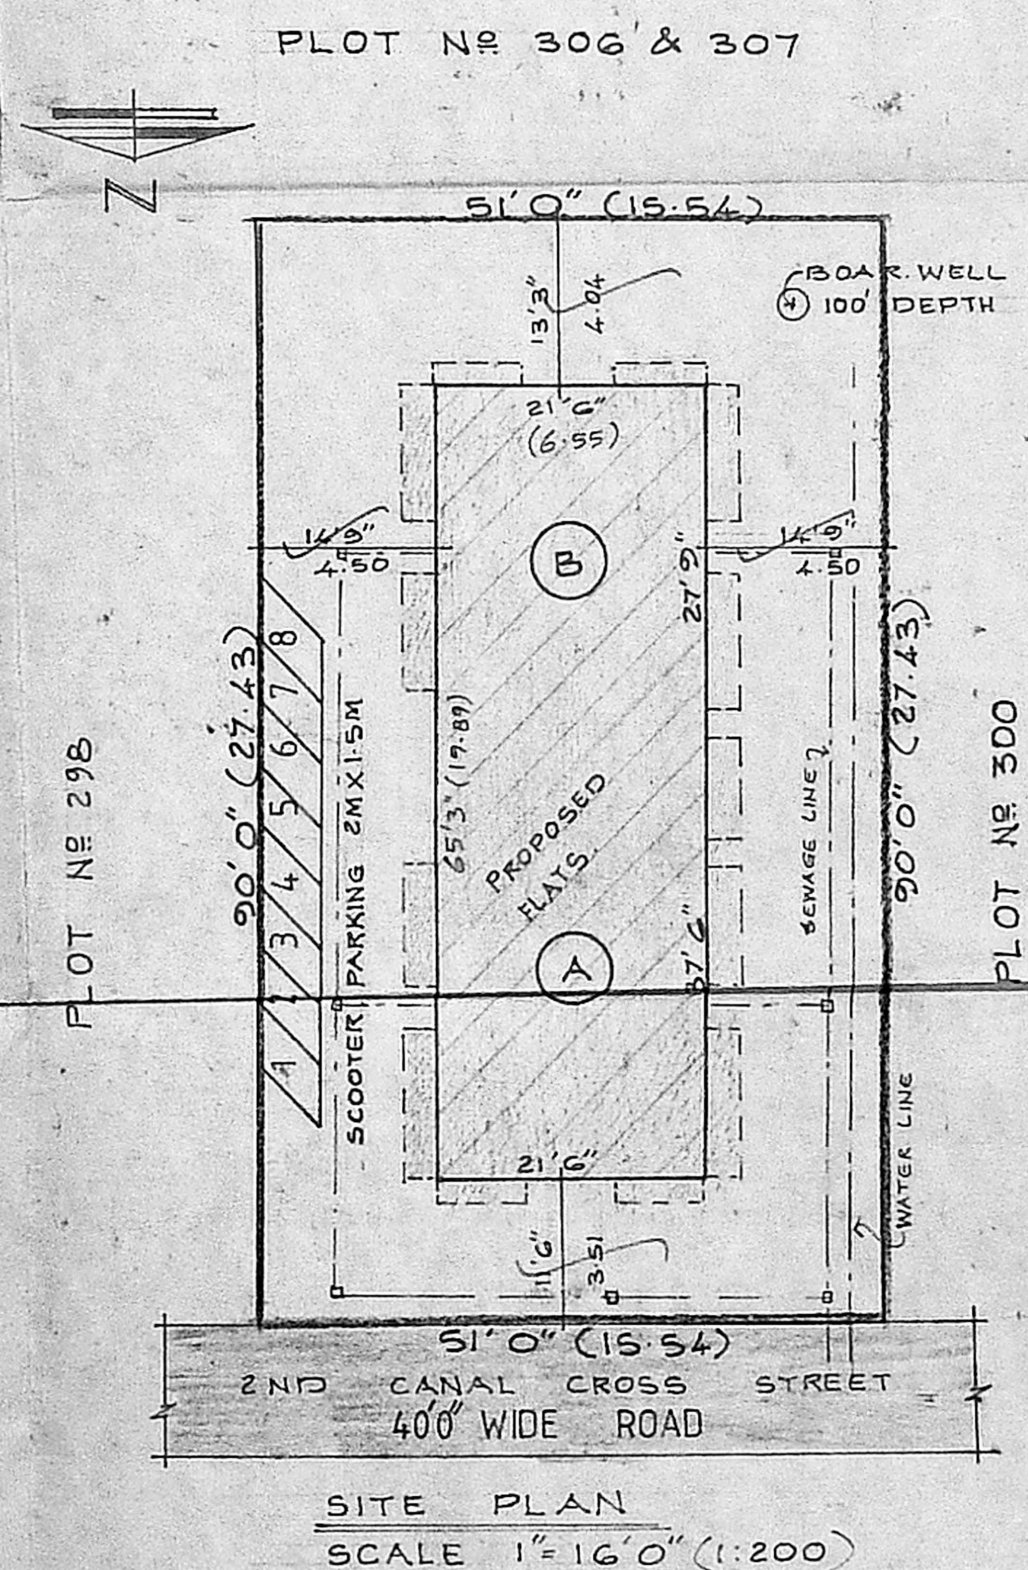 PLOT Nº 306 & 307
N
51'0" (15.54)
BOAR. WELL
100' DEPTH
13'3"
4.04
21'6"
(6.55)
14'9"
4.50
14'9"
4.50
B
27'9"
90'0" (27.43)
90'0" (27.43)
8
7
6
5
4
3
2
1
SCOOTER PARKING 2MX1.5M
65'3" (19.89)
PROPOSED
FLATS.
A
37'6"
SEWAGE LINE
WATER LINE
PLOT Nº 298
PLOT Nº 300
21'6"
11'6"
3.51
51'0" (15.54)
2ND CANAL CROSS STREET
40'0" WIDE ROAD
SITE PLAN
SCALE 1"=16'0" (1:200)